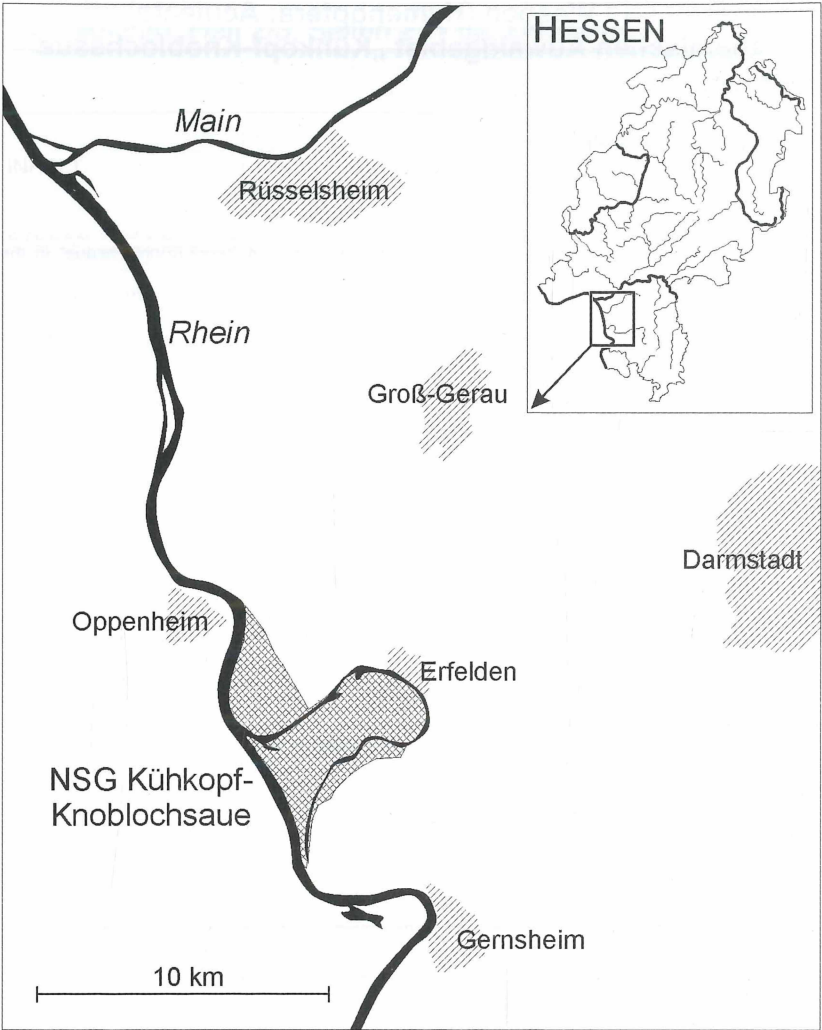 HESSEN
Main
Rüsselsheim
Rhein
Groß-Gerau
Darmstadt
Oppenheim
Erfelden
NSG Kühkopf-
Knoblochsaue
Gernsheim
10 km